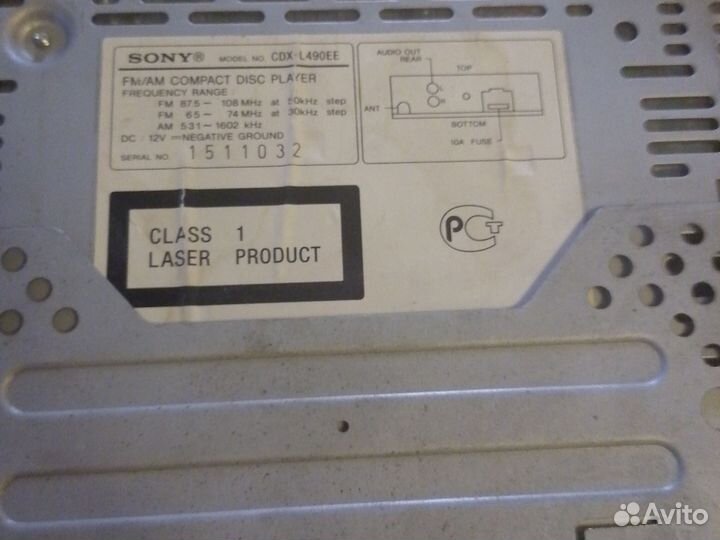 SONY® MODEL NO. CDX-L490EE
FM/AM COMPACT DISC PLAYER
FREQUENCY RANGE :
FM 87.5 – 108 MHz at 50kHz step
FM 65 – 74 MHz at 30kHz step
AM 531 – 1602 kHz
DC : 12V ⎓ NEGATIVE GROUND
SERIAL NO. 1511032
AUDIO OUT
REAR
TOP
L
R
ANT
BOTTOM
10A FUSE
CLASS 1
LASER PRODUCT
РСТ
Avito